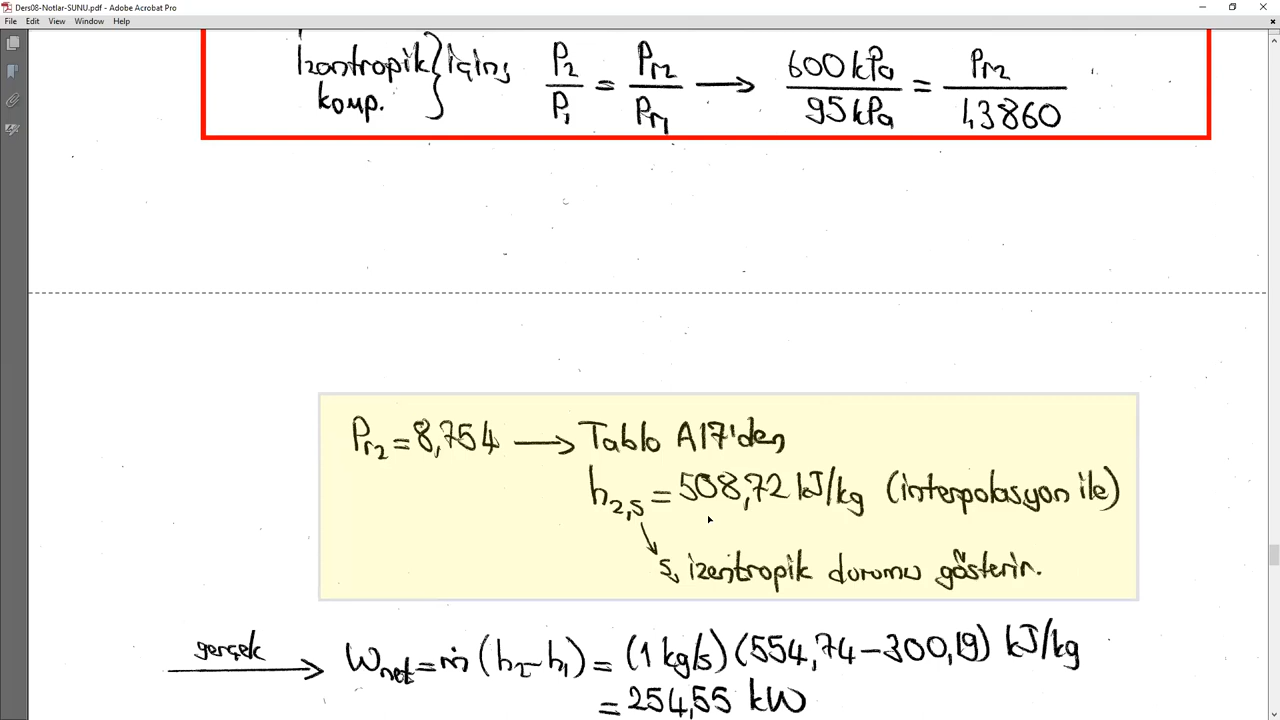 Ders08-Notlar-SUNU.pdf - Adobe Acrobat Pro
File Edit View Window Help
İzontropik komp. } için; P2/P1 = Pr2/Pr1 → 600 kPa/95 kPa = Pr2/1,3860
Pr2 = 8,754 → Tablo A17'den
h2,s = 508,72 kJ/kg (interpolasyon ile)
s, izentropik durumu gösterir.
gerçek → Wnet = ṁ (h2-h1) = (1 kg/s) (554,74-300,19) kJ/kg
= 254,55 kW